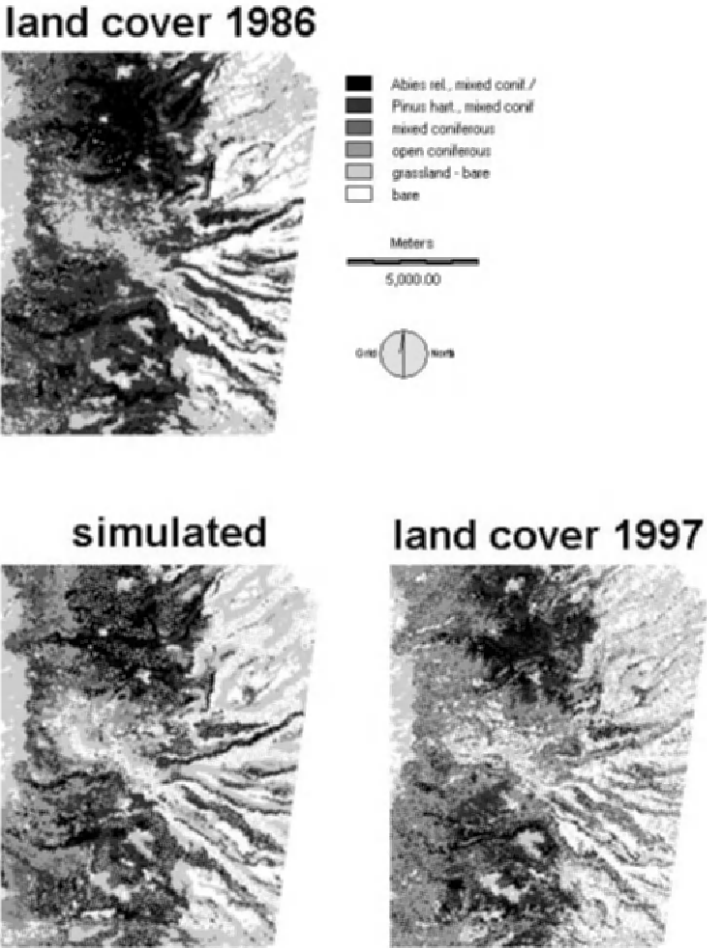 land cover 1986
Abies rel., mixed conif./
Pinus hart., mixed conif
mixed coniferous
open coniferous
grassland - bare
bare
Meters
5,000.00
Grid North
simulated
land cover 1997